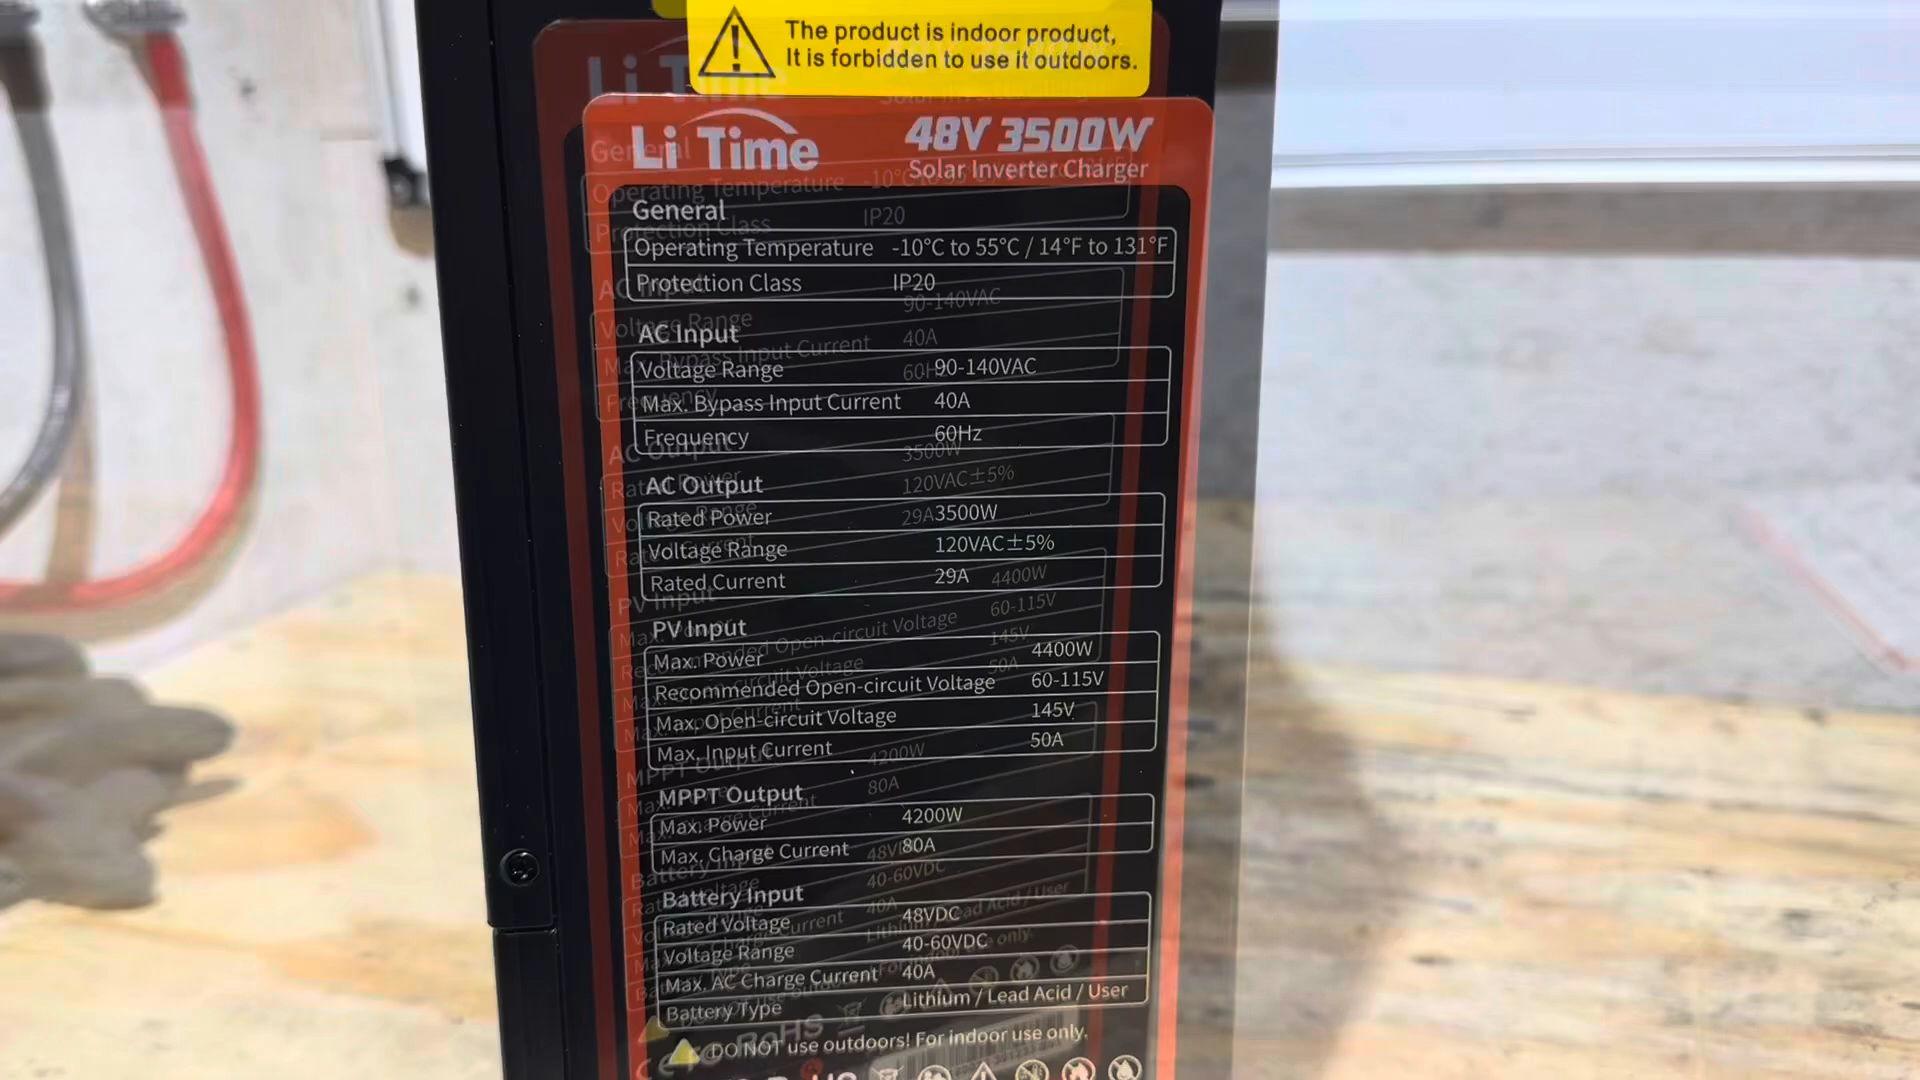 The product is indoor product,
It is forbidden to use it outdoors.
Li Time
48V 3500W
Solar Inverter Charger
General
Operating Temperature -10°C to 55°C / 14°F to 131°F
Protection Class IP20
AC Input
Voltage Range 90-140VAC
Max. Bypass Input Current 40A
Frequency 60Hz
AC Output
Rated Power 3500W
Voltage Range 120VAC±5%
Rated Current 29A
PV Input
Max. Power 4400W
Recommended Open-circuit Voltage 60-115V
Max. Open-circuit Voltage 145V
Max. Input Current 50A
MPPT Output
Max. Power 4200W
Max. Charge Current 80A
Battery Input
Rated Voltage 48VDC
Voltage Range 40-60VDC
Max. AC Charge Current 40A
Battery Type Lithium / Lead Acid / User
DO NOT use outdoors! For indoor use only.